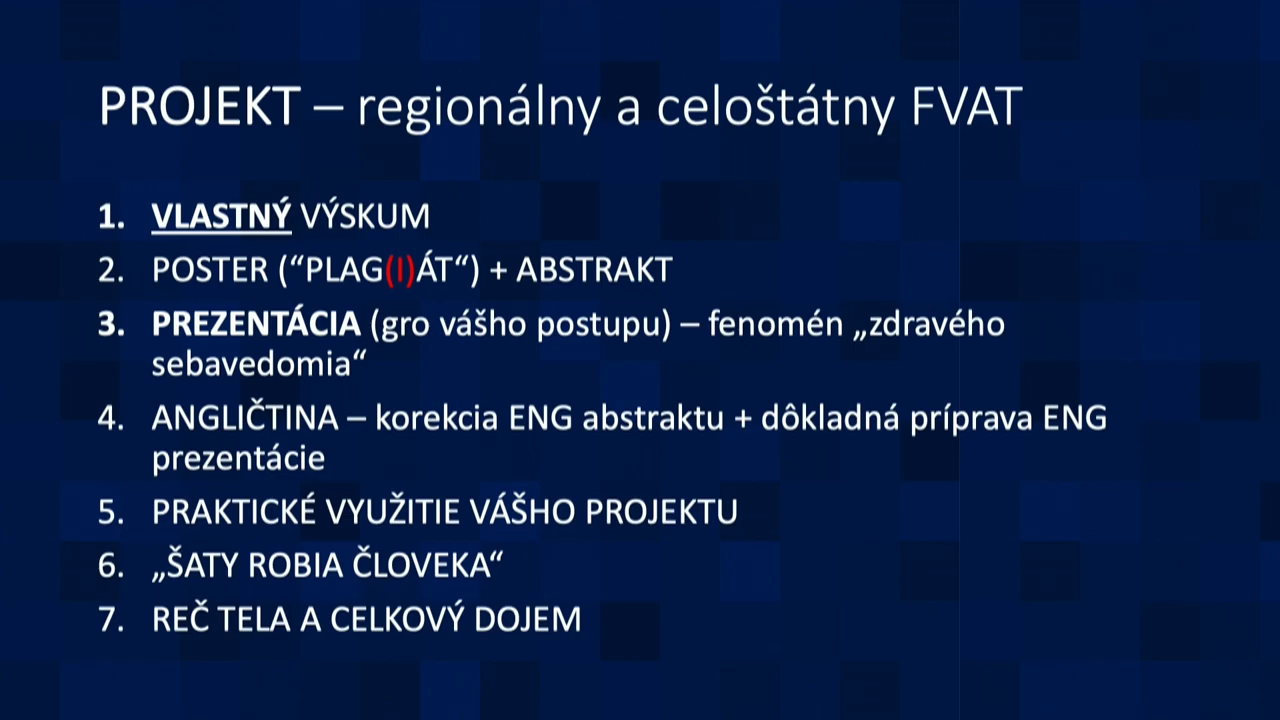 PROJEKT – regionálny a celoštátny FVAT
1. VLASTNÝ VÝSKUM
2. POSTER (“PLAG(I)ÁT“) + ABSTRAKT
3. PREZENTÁCIA (gro vášho postupu) – fenomén „zdravého
sebavedomia“
4. ANGLIČTINA – korekcia ENG abstraktu + dôkladná príprava ENG
prezentácie
5. PRAKTICKÉ VYUŽITIE VÁŠHO PROJEKTU
6. „ŠATY ROBIA ČLOVEKA“
7. REČ TELA A CELKOVÝ DOJEM